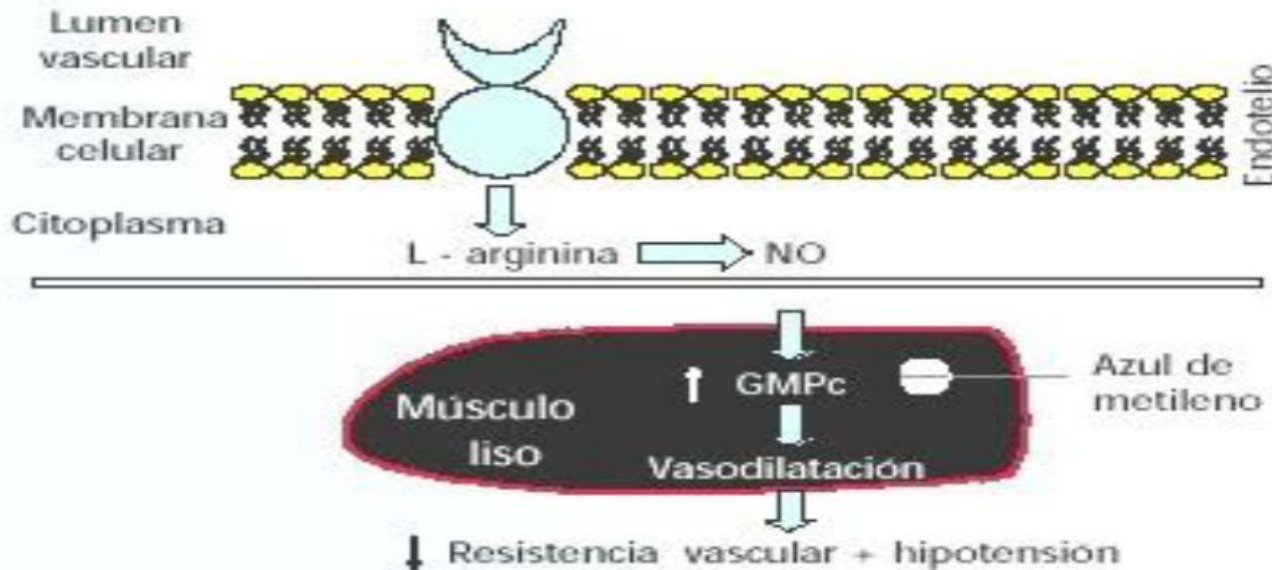 Lumen
vascular
Membrana
celular
Endotelio
Citoplasma
L - arginina NO
GMPc
Azul de
metileno
Músculo
liso
Vasodilatación
Resistencia vascular + hipotensión